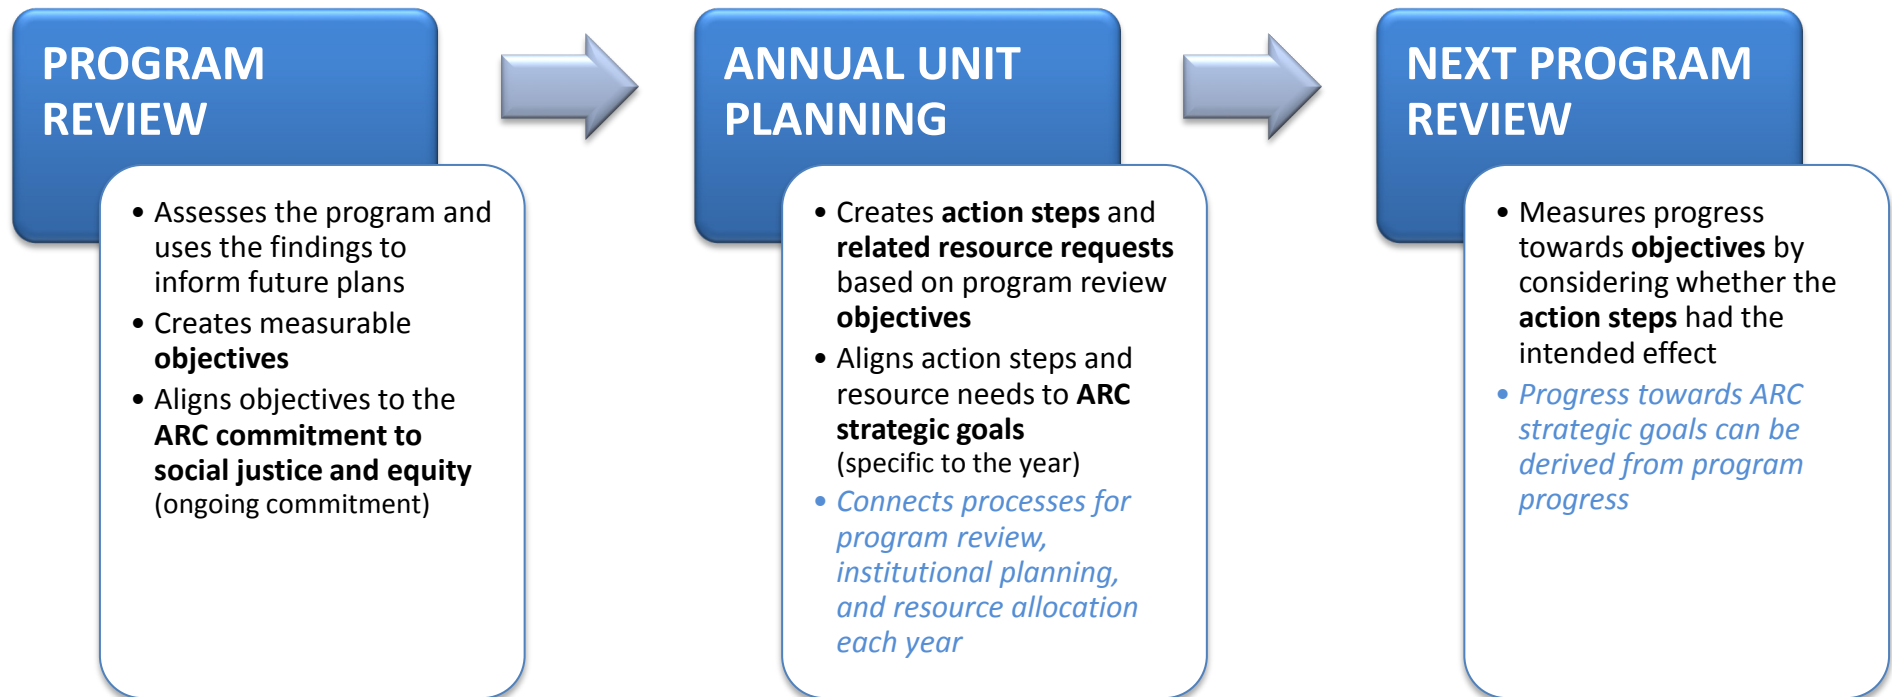 PROGRAM
REVIEW
• Assesses the program and
uses the findings to
inform future plans
• Creates measurable
objectives
• Aligns objectives to the
ARC commitment to
social justice and equity
(ongoing commitment)
ANNUAL UNIT
PLANNING
• Creates action steps and
related resource requests
based on program review
objectives
• Aligns action steps and
resource needs to ARC
strategic goals
(specific to the year)
• Connects processes for
program review,
institutional planning,
and resource allocation
each year
NEXT PROGRAM
REVIEW
• Measures progress
towards objectives by
considering whether the
action steps had the
intended effect
• Progress towards ARC
strategic goals can be
derived from program
progress